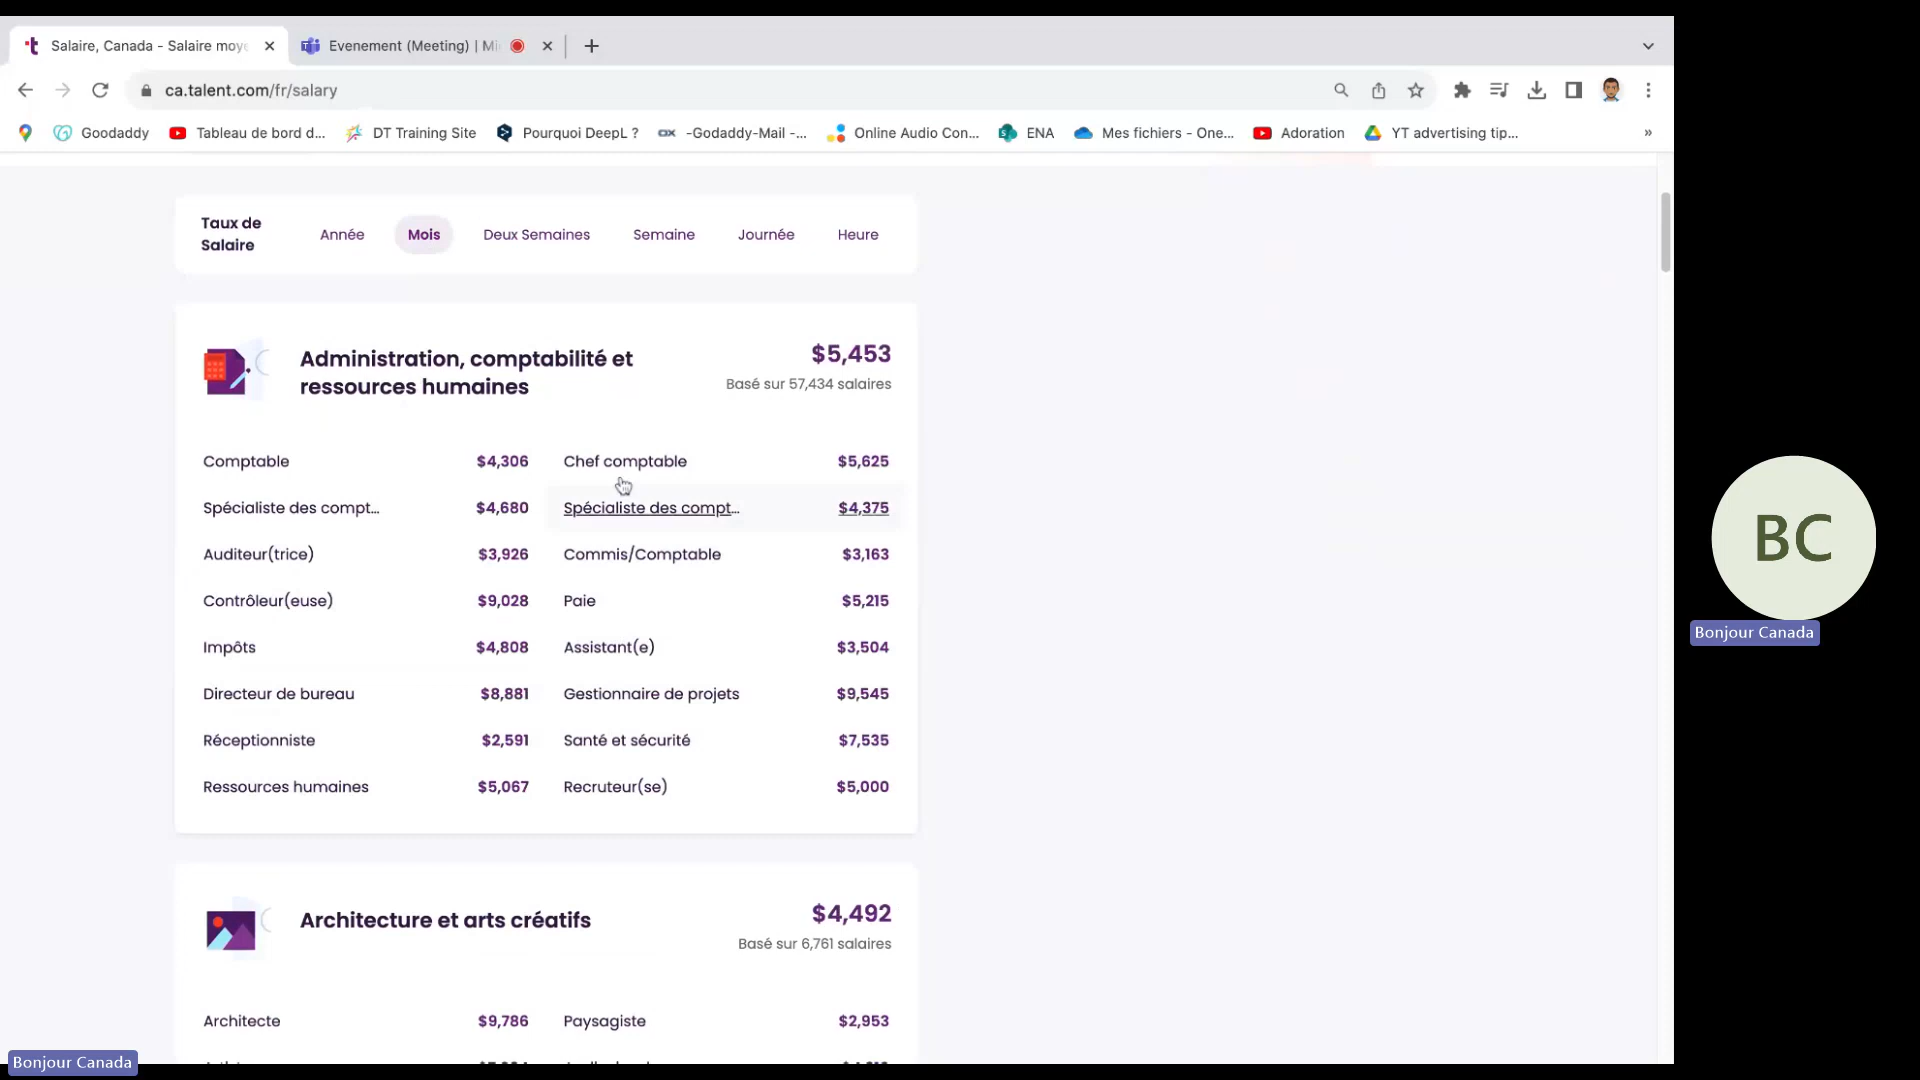 Salaire, Canada - Salaire moye
Evenement (Meeting) | Mi
ca.talent.com/fr/salary
Goodaddy
Tableau de bord d...
DT Training Site
Pourquoi DeepL ?
-Godaddy-Mail -...
Online Audio Con...
ENA
Mes fichiers - One...
Adoration
YT advertising tip...
»
Taux de
Salaire
Année
Mois
Deux Semaines
Semaine
Journée
Heure
Administration, comptabilité et
ressources humaines
$5,453
Basé sur 57,434 salaires
Comptable $4,306 Chef comptable $5,625
Spécialiste des compt... $4,680 Spécialiste des compt... $4,375
Auditeur(trice) $3,926 Commis/Comptable $3,163
Contrôleur(euse) $9,028 Paie $5,215
Impôts $4,808 Assistant(e) $3,504
Directeur de bureau $8,881 Gestionnaire de projets $9,545
Réceptionniste $2,591 Santé et sécurité $7,535
Ressources humaines $5,067 Recruteur(se) $5,000
Architecture et arts créatifs
$4,492
Basé sur 6,761 salaires
Architecte $9,786 Paysagiste $2,953
BC
Bonjour Canada
Bonjour Canada